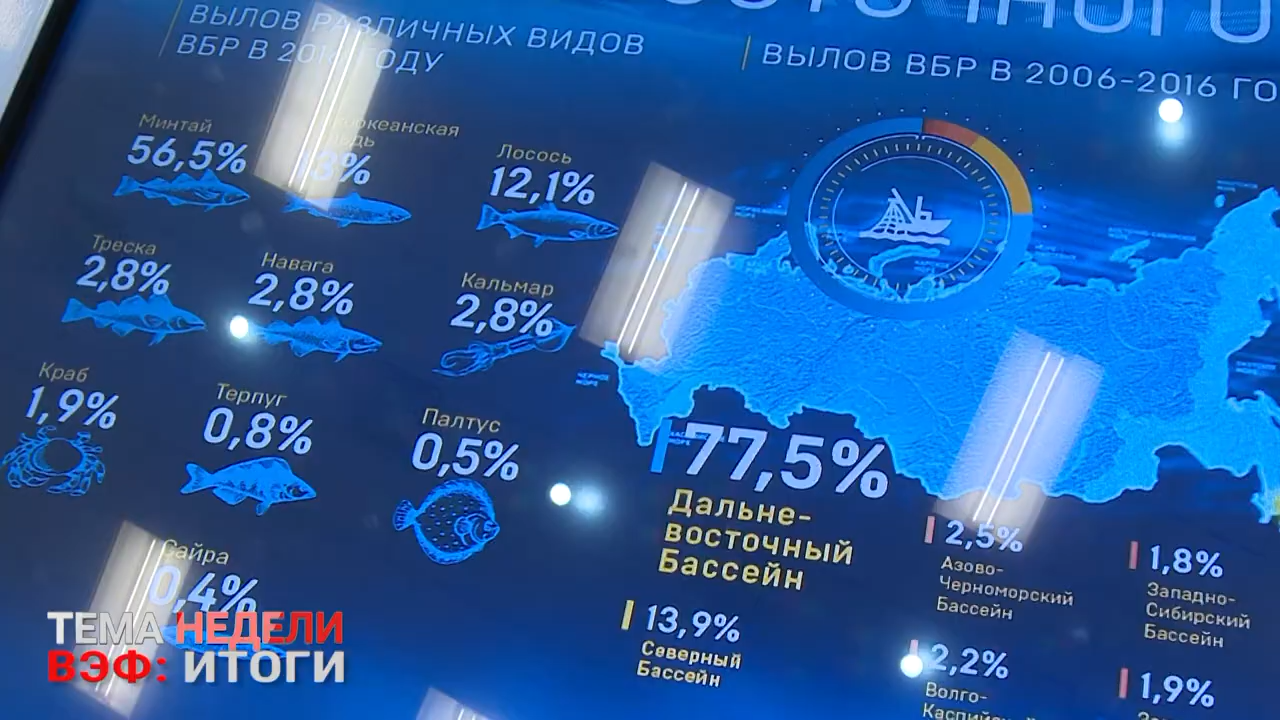 ВЫЛОВ РАЗЛИЧНЫХ ВИДОВ
ВБР В
ВЫЛОВ ВБР В 2006-2016
Минтай
56,5%
Лосось
12,1%
Треска
2,8%
Навага
2,8%
Кальмар
2,8%
Краб
1,9%
Терпуг
0,8%
Палтус
0,5%
Сайра
0,4%
ЧЕРНОЕ
МОРЕ
77,5%
Дальне-
восточный
Бассейн
13,9%
Северный
Бассейн
2,5%
Азово-
Черноморский
Бассейн
1,8%
Западно-
Сибирский
Бассейн
2,2%
Волго-
1,9%
ТЕМА НЕДЕЛИ
ВЭФ: ИТОГИ